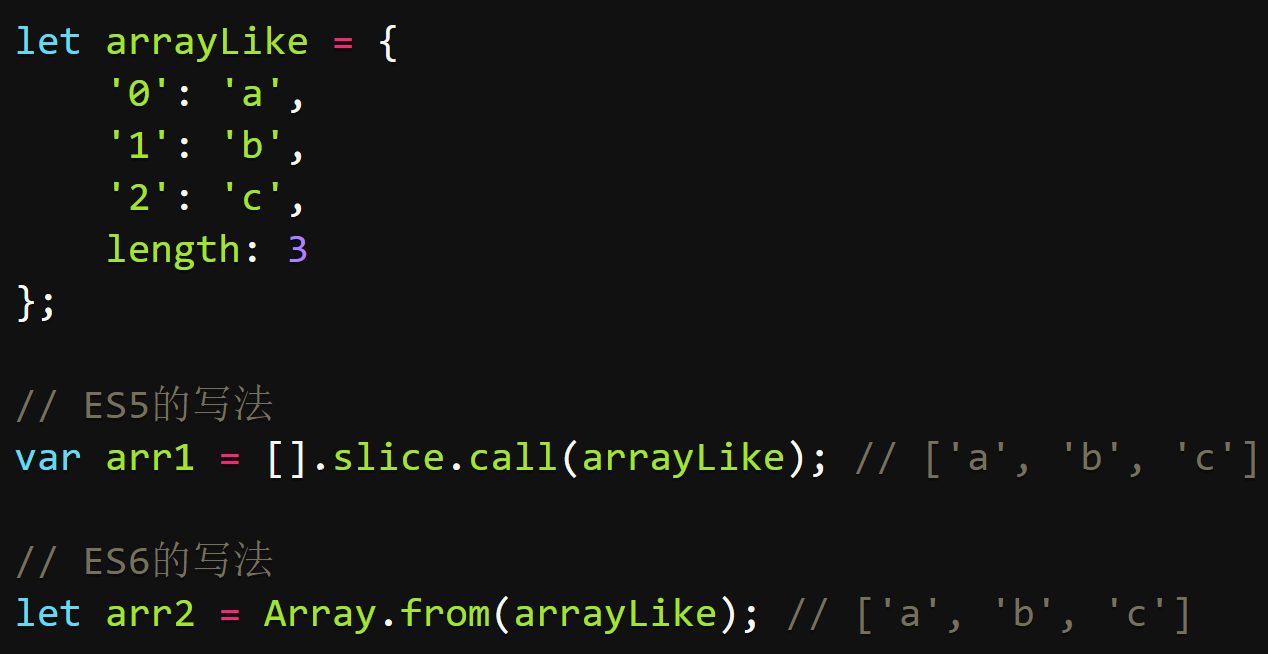 let arrayLike = {
    '0': 'a',
    '1': 'b',
    '2': 'c',
    length: 3
};
// ES5的写法
var arr1 = [].slice.call(arrayLike); // ['a', 'b', 'c']
// ES6的写法
let arr2 = Array.from(arrayLike); // ['a', 'b', 'c']